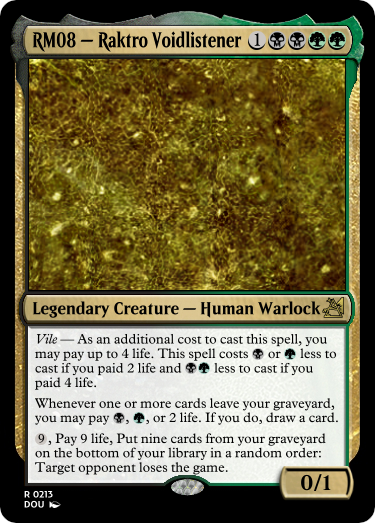 RM08 — Raktro Voidlistener 1
Legendary Creature — Human Warlock
Vile — As an additional cost to cast this spell, you
may pay up to 4 life. This spell costs or less to
cast if you paid 2 life and less to cast if you
paid 4 life.
Whenever one or more cards leave your graveyard,
you may pay , , or 2 life. If you do, draw a card.
9 , Pay 9 life, Put nine cards from your graveyard
on the bottom of your library in a random order:
Target opponent loses the game.
0/1
R 0213
DOU